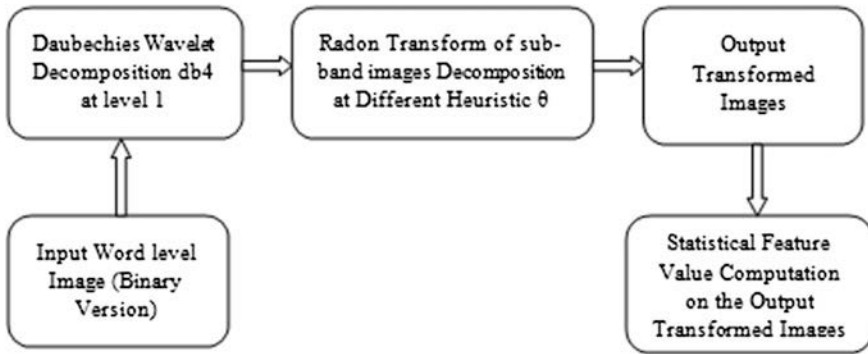 Daubechies Wavelet
Decomposition db4
at level 1
Radon Transform of sub-
band images Decomposition
at Different Heuristic θ
Output
Transformed
Images
Input Word level
Image (Binary
Version)
Statistical Feature
Value Computation
on the Output
Transformed Images